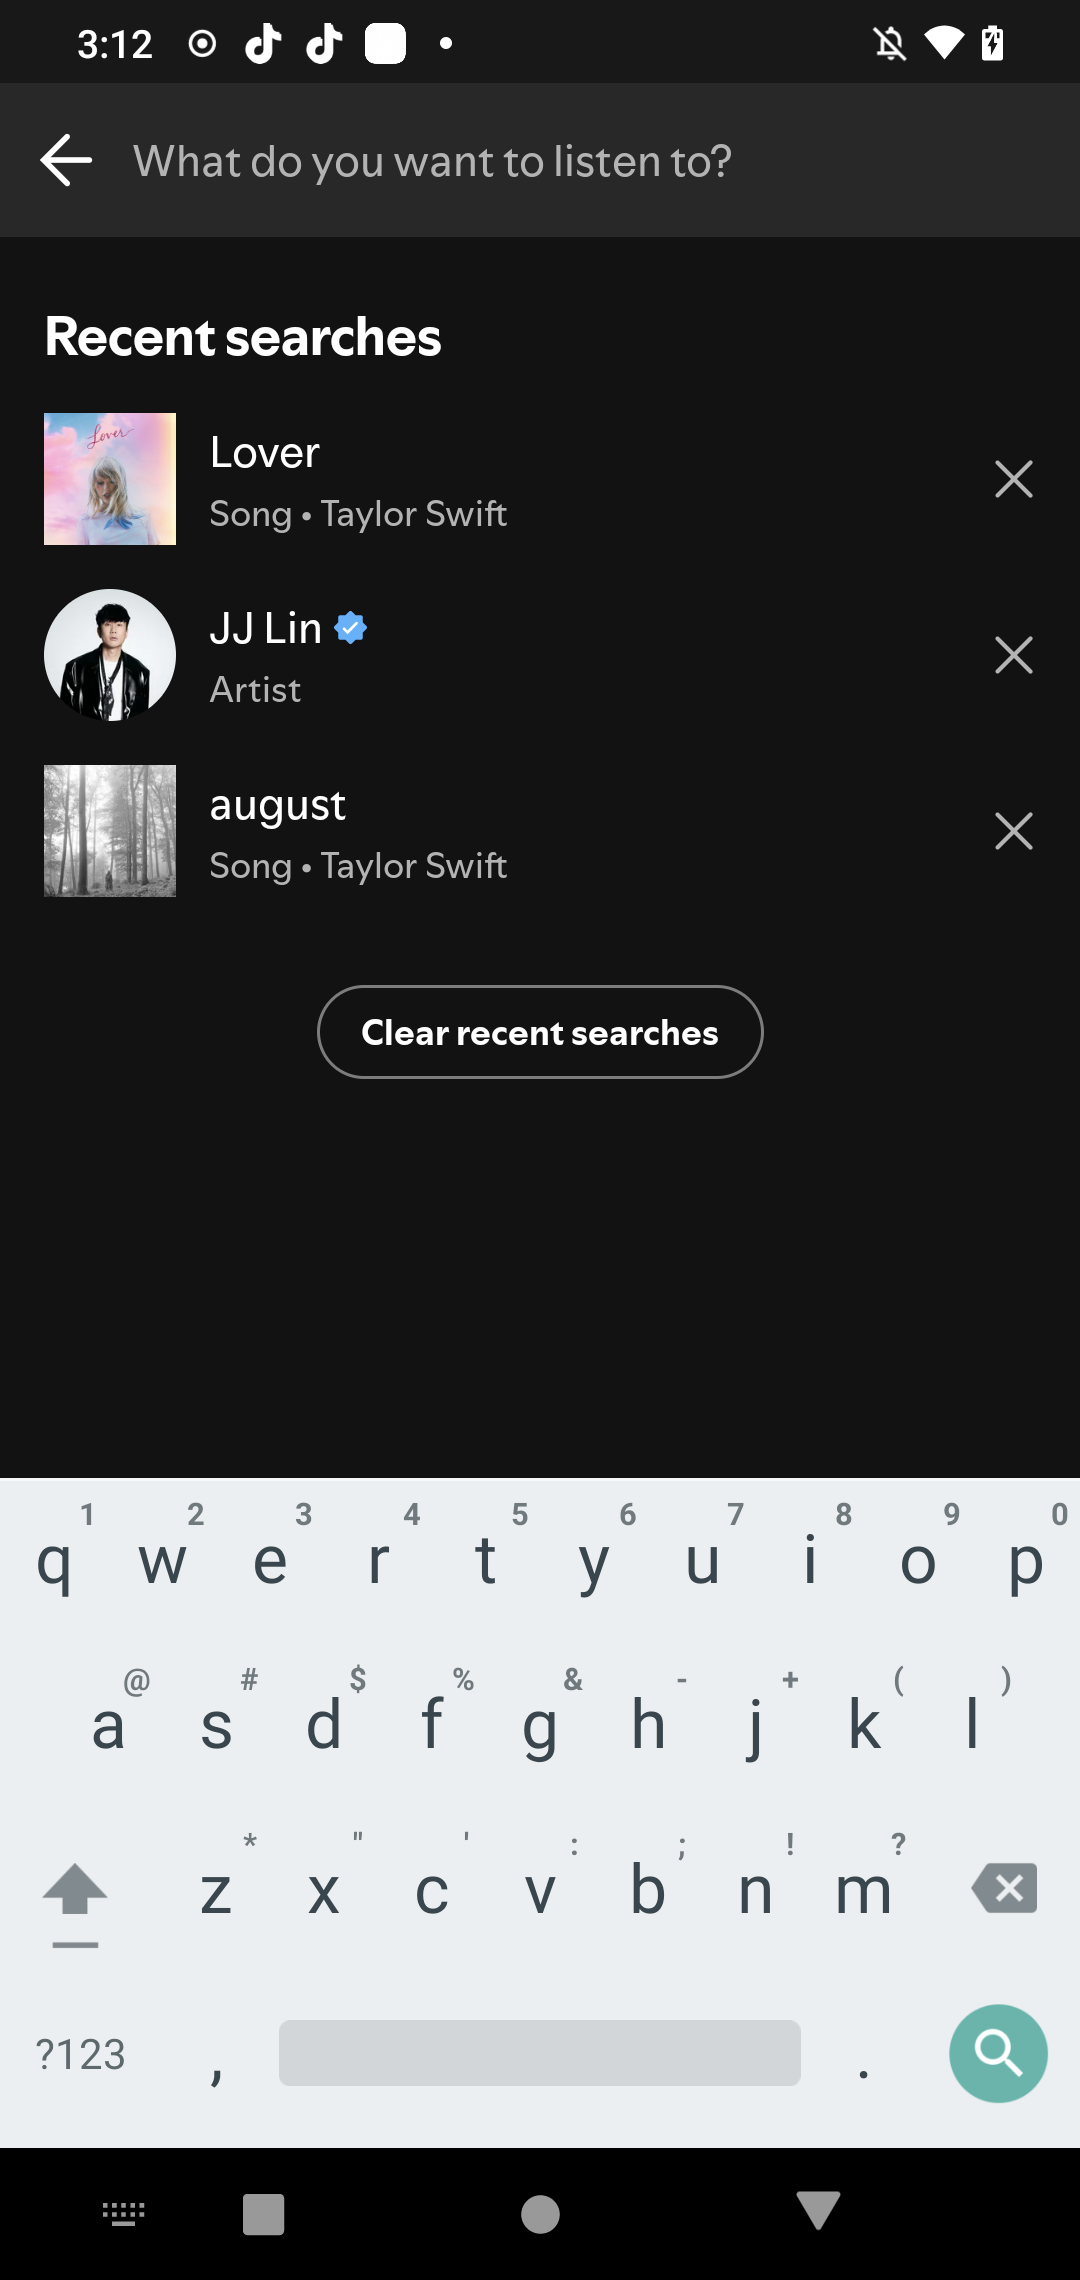 3:12
What do you want to listen to?
Recent searches
Lover
Lover
Song • Taylor Swift
JJ Lin
Artist
august
Song • Taylor Swift
Clear recent searches
1 2 3 4 5 6 7 8 9 0
q w e r t y u i o p
@ # $ % & - + ( )
a s d f g h j k l
* " ' : ; ! ?
z x c v b n m
?123 , .